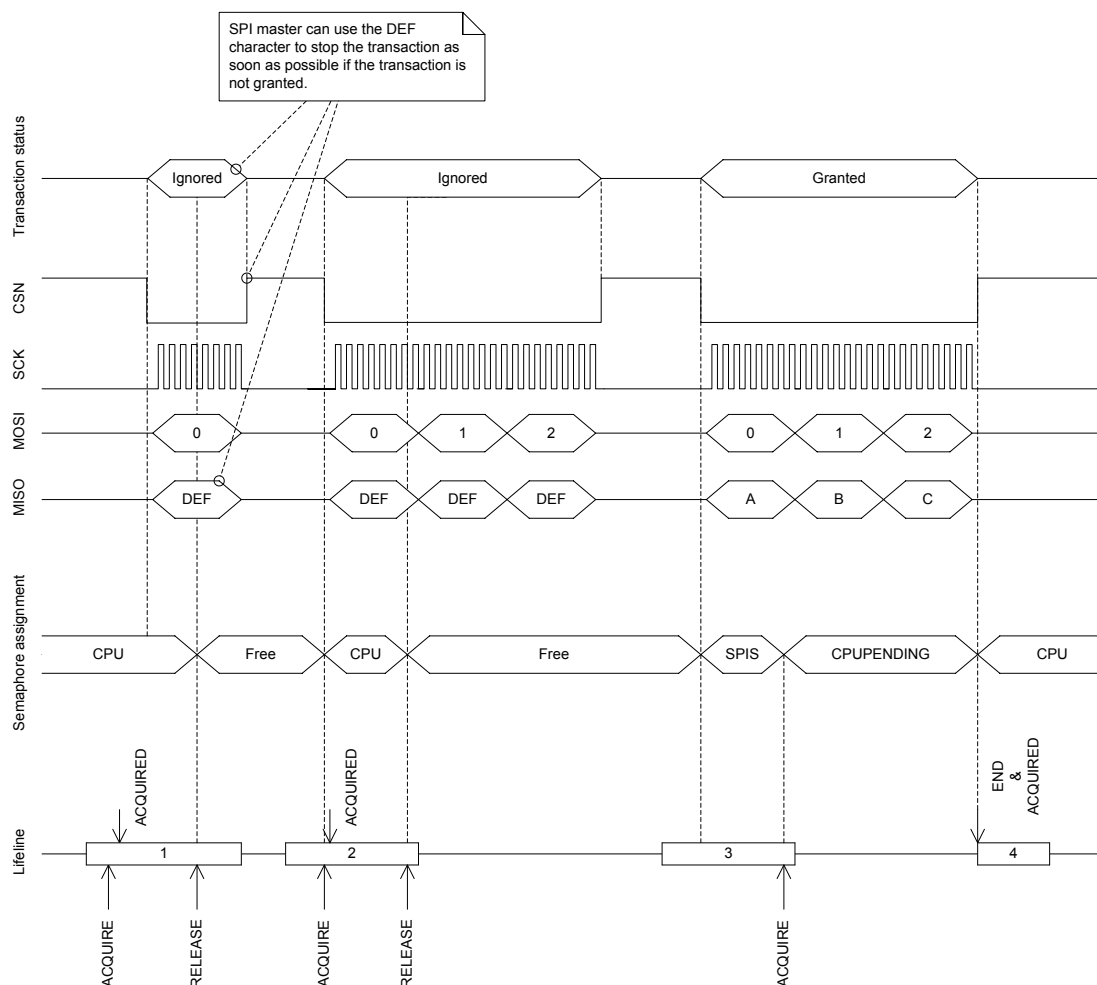 SPI master can use the DEF
character to stop the transaction as
soon as possible if the transaction is
not granted.
Transaction status
Ignored
Ignored
Granted
CSN
SCK
MOSI
0
0
1
2
0
1
2
MISO
DEF
DEF
DEF
DEF
A
B
C
Semaphore assignment
CPU
Free
CPU
Free
SPIS
CPUPENDING
CPU
ACQUIRED
ACQUIRED
END
&
ACQUIRED
Lifeline
1
2
3
4
ACQUIRE
RELEASE
ACQUIRE
RELEASE
ACQUIRE